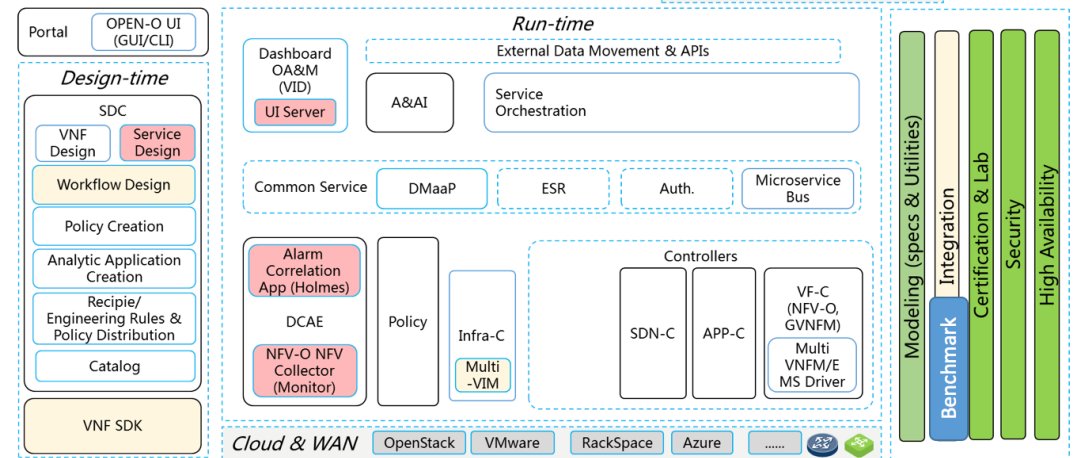 Portal
OPEN-O UI
(GUI/CLI)
Design-time
SDC
VNF
Design
Service
Design
Workflow Design
Policy Creation
Analytic Application
Creation
Recipie/
Engineering Rules &
Policy Distribution
Catalog
VNF SDK
Run-time
Dashboard
OA&M
(VID)
UI Server
External Data Movement & APIs
A&AI
Service
Orchestration
Common Service
DMaaP
ESR
Auth.
Microservice
Bus
Alarm
Correlation
App (Holmes)
DCAE
NFV-O NFV
Collector
(Monitor)
Policy
Infra-C
Multi
-VIM
Controllers
SDN-C
APP-C
VF-C
(NFV-O,
GVNFM)
Multi
VNFM/E
MS Driver
Cloud & WAN
OpenStack
VMware
RackSpace
Azure
......
Modeling (specs & Utilities)
Integration
Benchmark
Certification & Lab
Security
High Availability